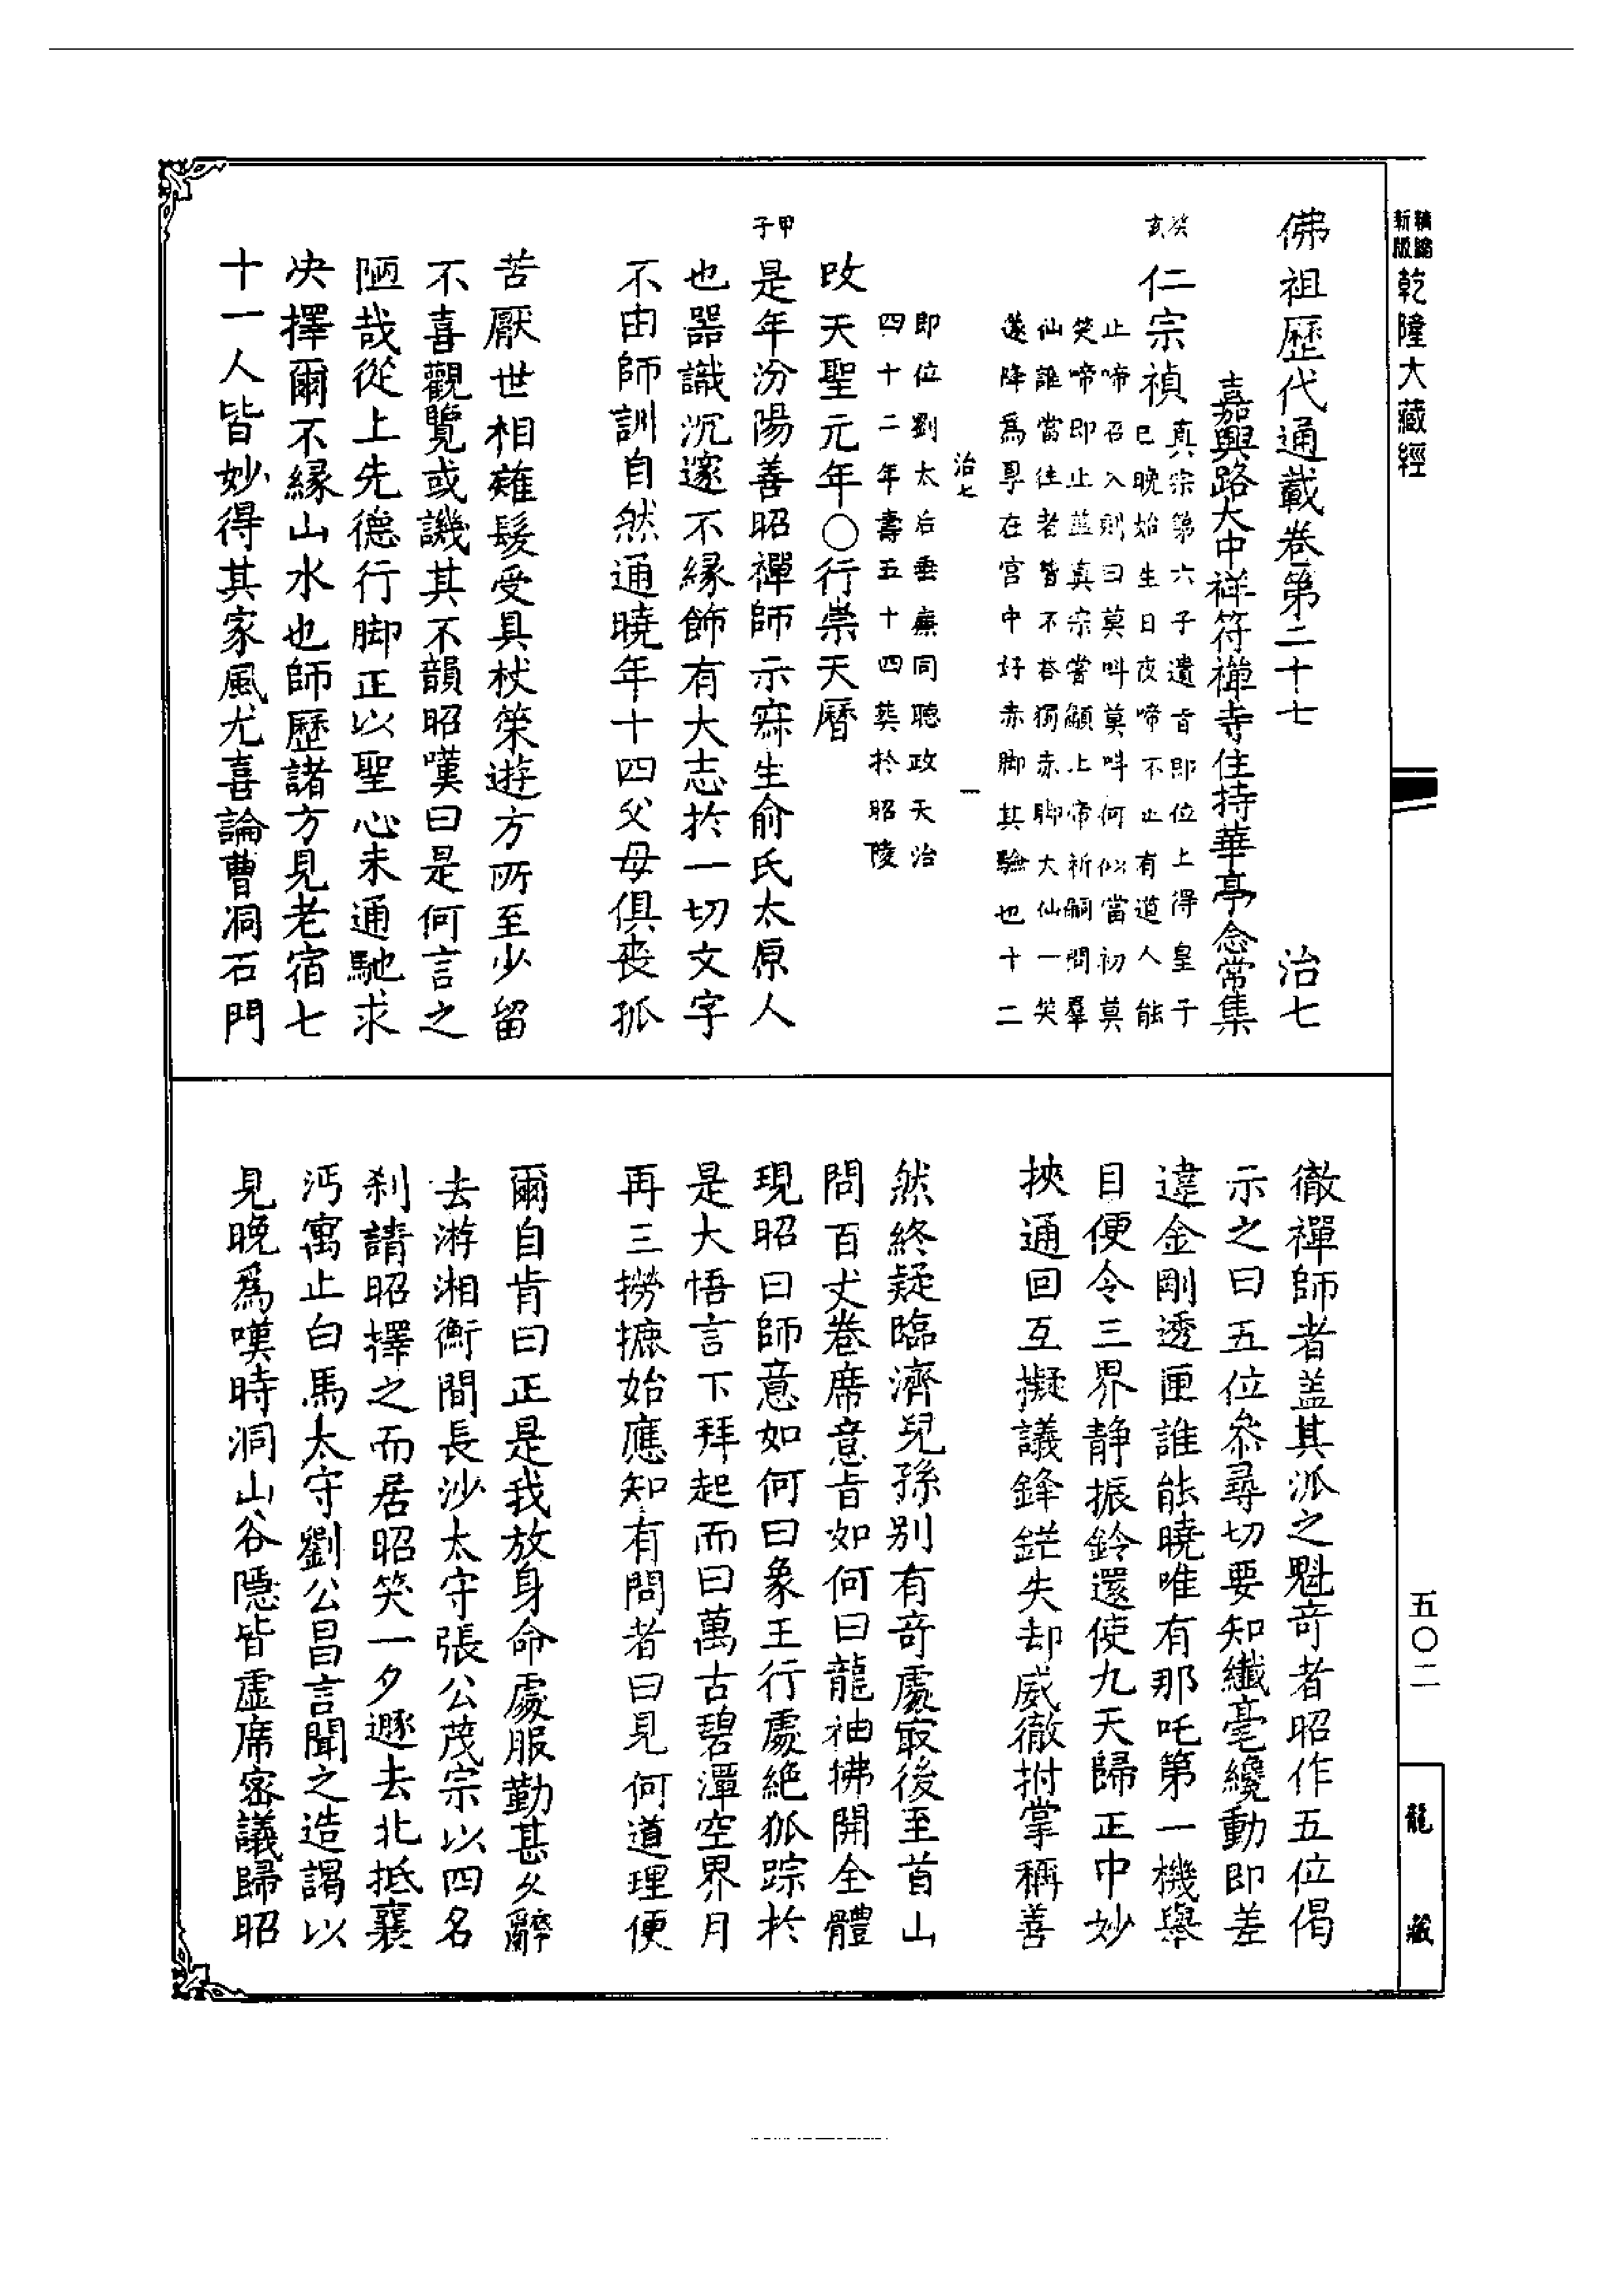 新版精縮
乾隆大藏經
五〇二
龍藏
佛祖歷代通載卷第二十七 治七
嘉興路大中祥符禪寺住持華亭念常集
癸亥
仁宗禎
真宗第六子遺旨即位上得皇子
已晚始生日夜啼不止有道人能
止啼召入則曰莫呌莫呌何似當初莫
笑啼即止蓋真宗嘗籲上帝祈嗣問羣
仙誰當往者皆不荅獨赤脚大仙一笑
遂降為尊在宮中好赤脚其驗也十二
治七 一
即位劉太后垂廉同聽政天治
四十二年壽五十四葬於昭陵
改天聖元年〇行崇天曆
甲子
是年汾陽善昭禪師示寂生俞氏太原人
也器識沉邃不緣飾有大志於一切文字
不由師訓自然通曉年十四父母俱喪孤
苦厭世相薙髮受具杖策遊方所至少留
不喜觀覽或譏其不韻昭嘆曰是何言之
陋哉從上先德行脚正以聖心未通馳求
決擇爾不緣山水也師歷諸方見老宿七
十一人皆妙得其家風尤喜論曹洞石門
徹禪師者盖其派之魁竒者昭作五位偈
示之曰五位叅尋切要知纖毫纔動即差
違金剛透匣誰能曉唯有那吒第一機舉
目便令三界靜振鈴還使九天歸正中妙
挾通回互擬議鋒鋩失却威徹拊掌稱善
然終疑臨濟兒孫別有竒處㝡後至首山
問百丈卷席意旨如何曰龍袖拂開全體
現昭曰師意如何曰象王行處絕狐踪於
是大悟言下拜起而曰萬古碧潭空界月
再三撈摝始應知有問者曰見何道理便
爾自肯曰正是我放身命處服勤甚久辭
去游湘衡間長沙太守張公茂宗以四名
刹請昭擇之而居昭笑一夕遯去北抵襄
沔寓止白馬太守劉公昌言聞之造謁以
見晚為嘆時洞山谷隱皆虛席密議歸昭